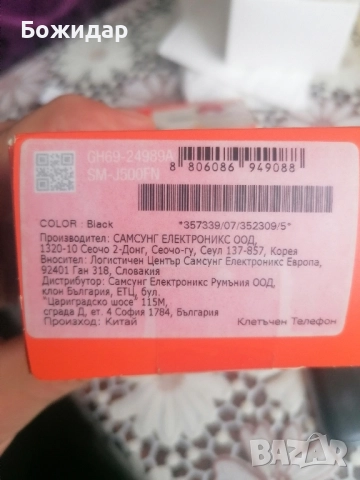 Божидар
GH69-24969A
SM-J500FN
8 806086 949088
COLOR : Black *357339/07/352309/5*
Производител: САМСУНГ ЕЛЕКТРОНИКС ООД,
1320-10 Сеочо 2-Донг, Сеочо-гу, Сеул 137-857, Корея
Вносител: Логистичен Център Самсунг Електроникс Европа,
92401 Ган 318, Словакия
Дистрибутор: Самсунг Електроникс Румъния ООД,
клон България, ЕТЦ, бул.
"Цариградско шосе" 115М,
сграда Д, ет. 4 София 1784, България
Произход: Китай Клетъчен Телефон
BAZAR